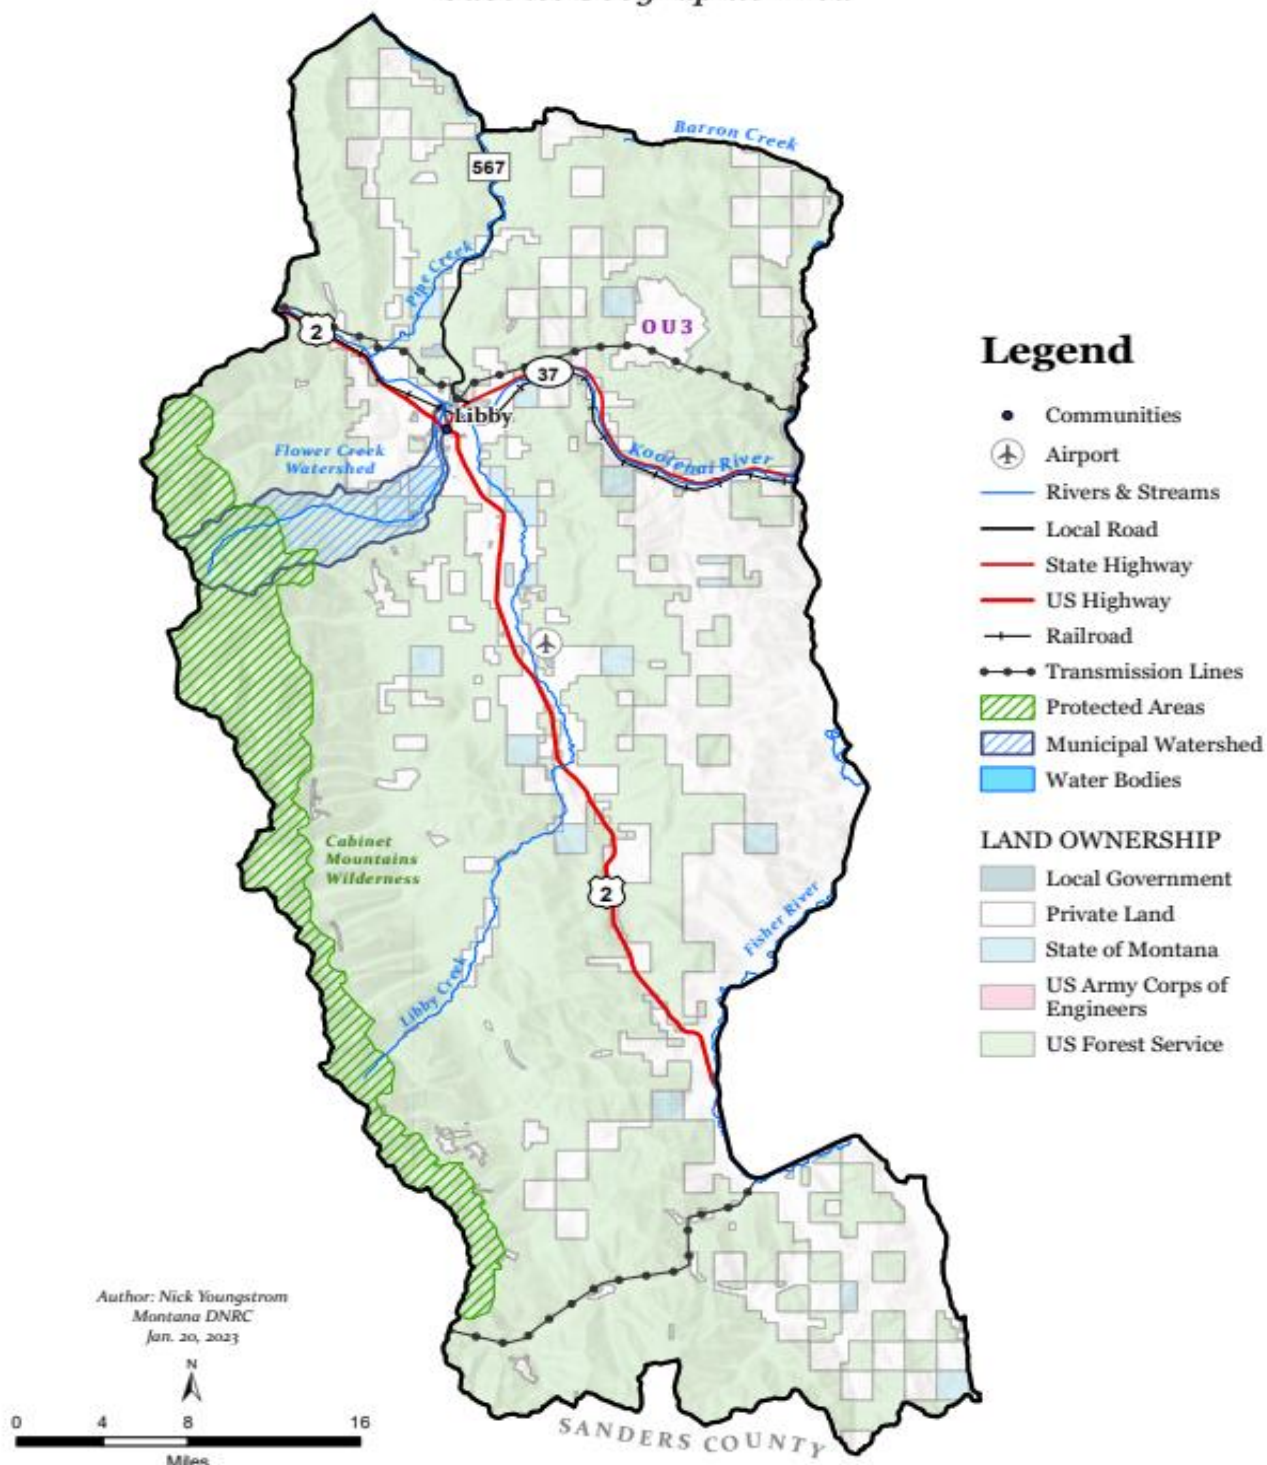 Barron Creek
567
Pipe Creek
2
OU3
37
Libby
Flower Creek
Watershed
Kootenai River
Cabinet
Mountains
Wilderness
2
Fisher River
Libby Creek
SANDERS COUNTY
Legend
Communities
Airport
Rivers & Streams
Local Road
State Highway
US Highway
Railroad
Transmission Lines
Protected Areas
Municipal Watershed
Water Bodies
LAND OWNERSHIP
Local Government
Private Land
State of Montana
US Army Corps of
Engineers
US Forest Service
Author: Nick Youngstrom
Montana DNRC
Jan. 20, 2023
N
0 4 8 16
Miles